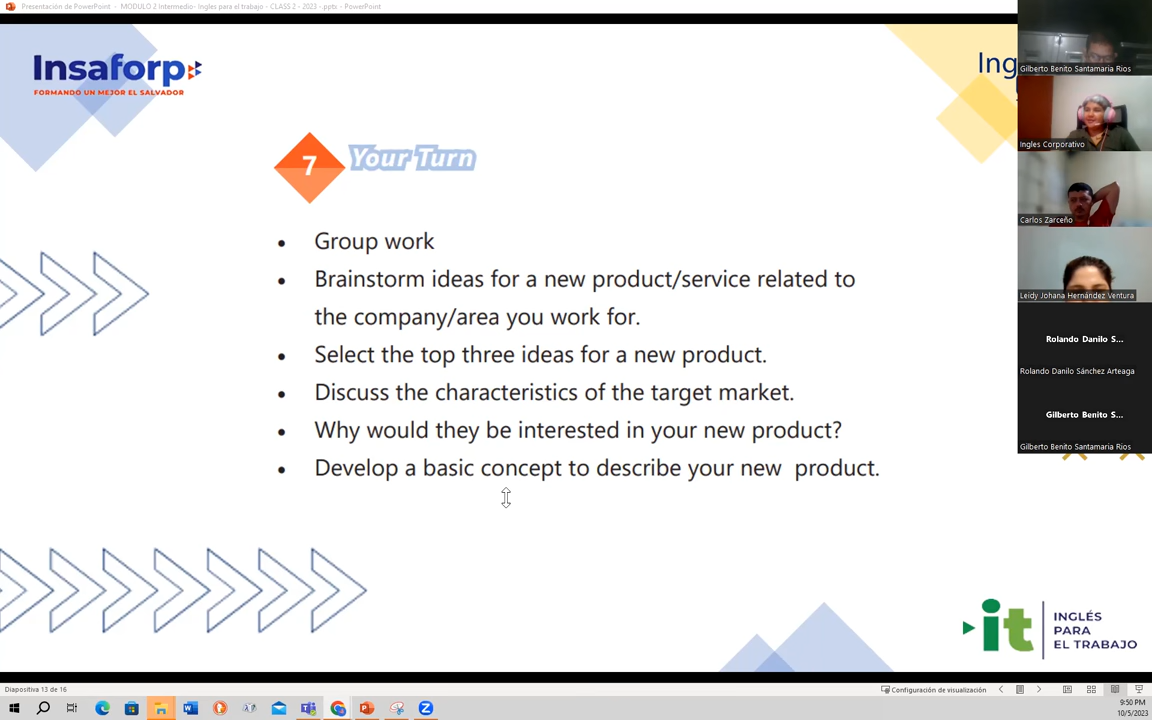 Presentación de PowerPoint - MODULO 2 Intermedio- Ingles para el trabajo - CLASS 2 - 2023 -.pptx - PowerPoint
Insaforp
FORMANDO UN MEJOR EL SALVADOR
Ing
7 Your Turn
• Group work
• Brainstorm ideas for a new product/service related to
the company/area you work for.
• Select the top three ideas for a new product.
• Discuss the characteristics of the target market.
• Why would they be interested in your new product?
• Develop a basic concept to describe your new product.
Gilberto Benito Santamaria Rios
Ingles Corporativo
Carlos Zarceño
Leidy Johana Hernández Ventura
Rolando Danilo S...
Rolando Danilo Sánchez Arteaga
Gilberto Benito S...
Gilberto Benito Santamaria Rios
it
INGLÉS
PARA
EL TRABAJO
Diapositiva 13 de 16
Configuración de visualización
9:50 PM
10/5/2023